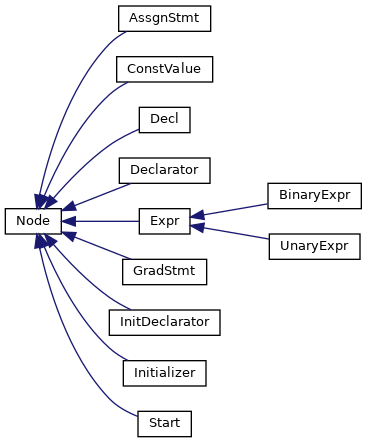 AssgnStmt
ConstValue
Decl
Declarator
Node
Expr
BinaryExpr
UnaryExpr
GradStmt
InitDeclarator
Initializer
Start